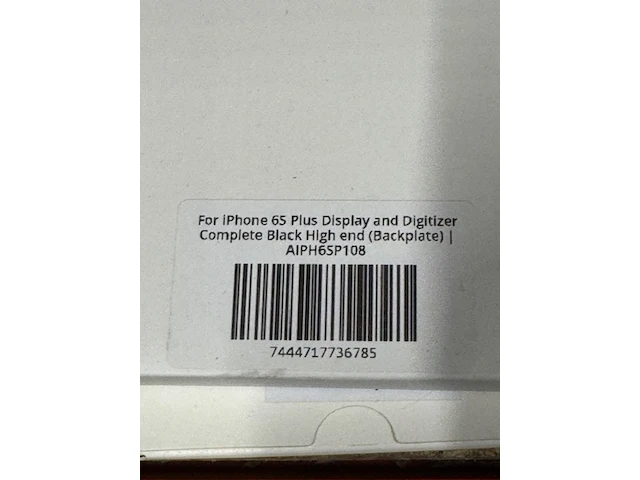 For iPhone 6S Plus Display and Digitizer
Complete Black High end (Backplate) |
AIPH6SP108
7444717736785